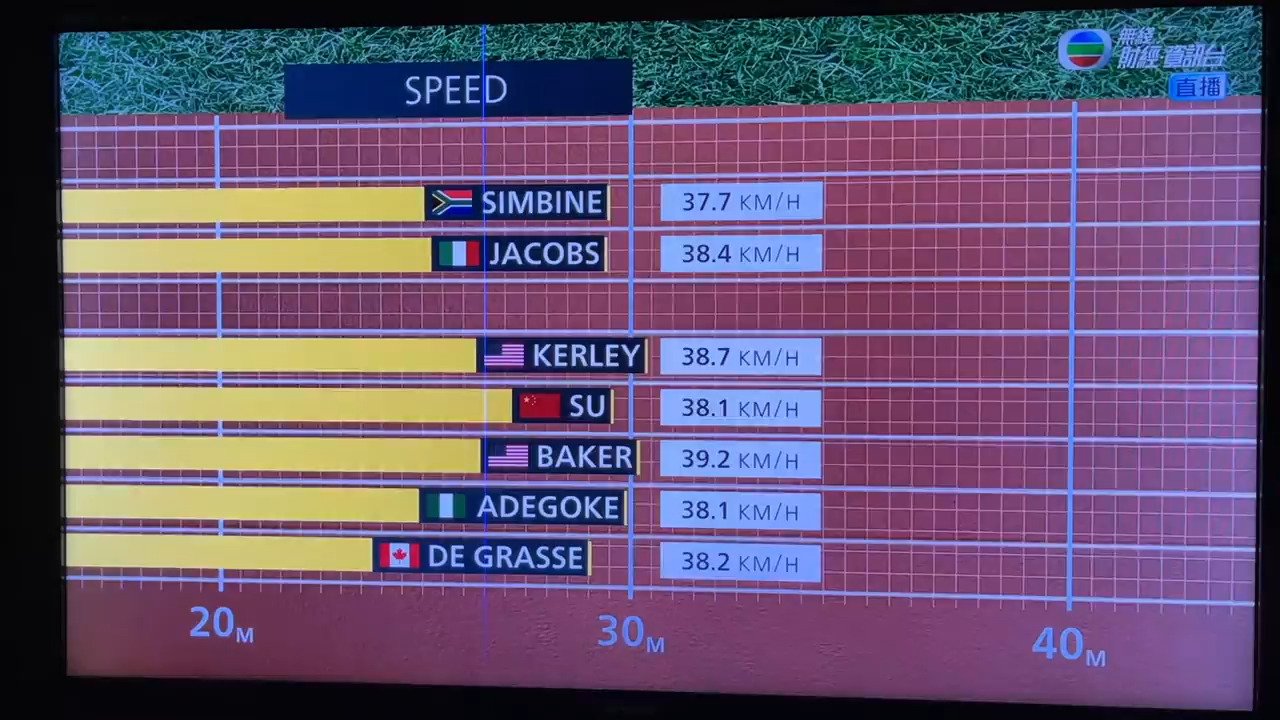 無綫
財經 資訊台
直播
SPEED
SIMBINE 37.7 KM/H
JACOBS 38.4 KM/H
KERLEY 38.7 KM/H
SU 38.1 KM/H
BAKER 39.2 KM/H
ADEGOKE 38.1 KM/H
DE GRASSE 38.2 KM/H
20M 30M 40M